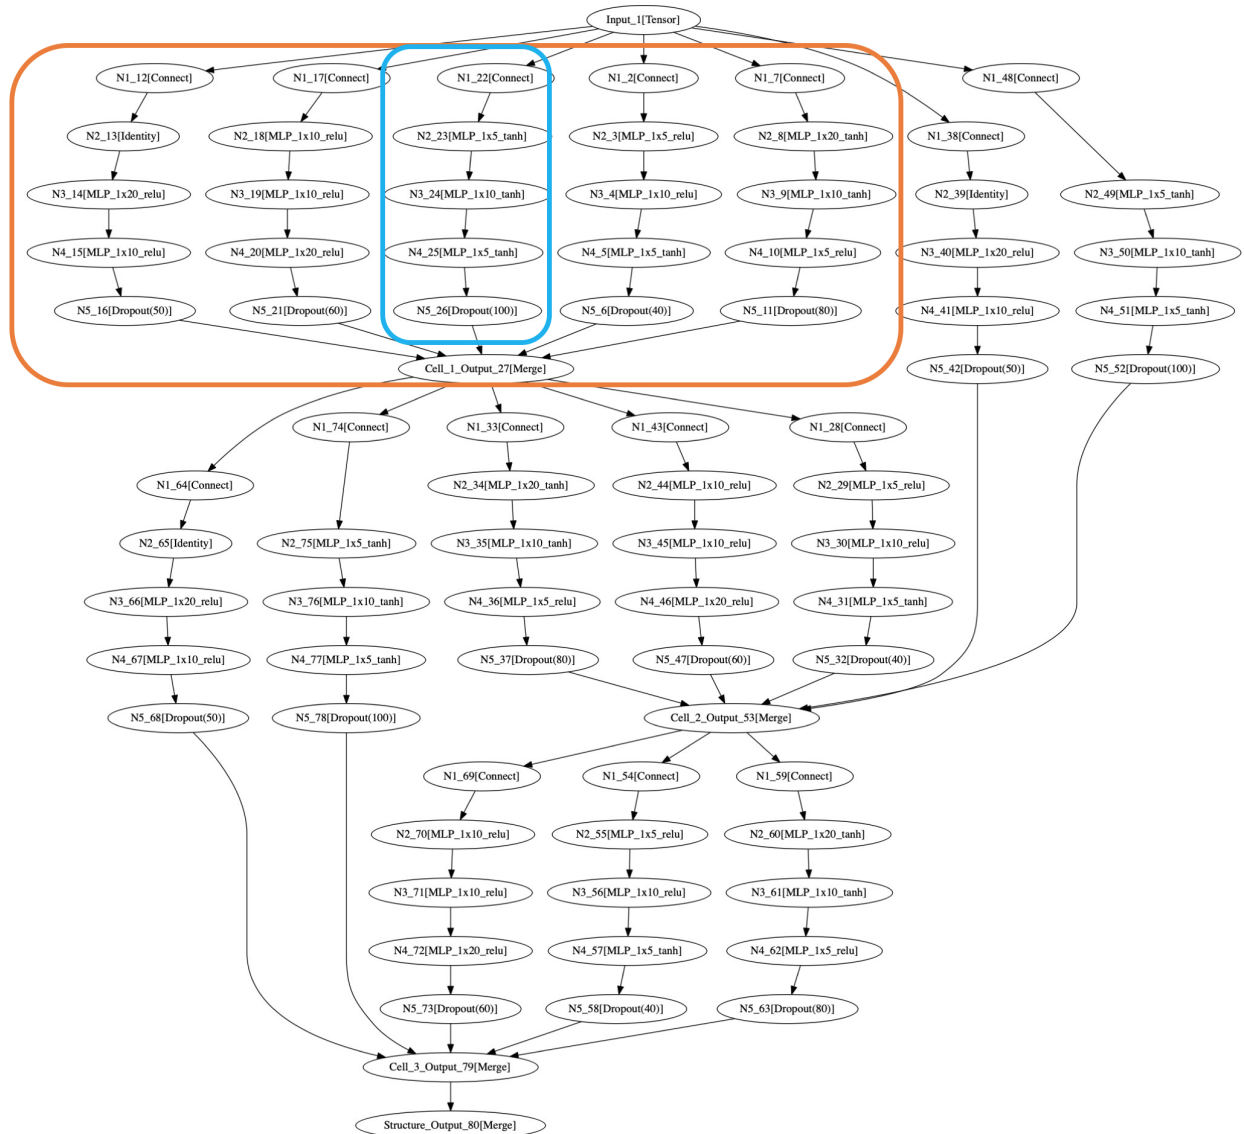 Input_1[Tensor]
N1_12[Connect]
N1_17[Connect]
N1_22[Connect]
N1_2[Connect]
N1_7[Connect]
N1_48[Connect]
N2_13[Identity]
N2_18[MLP_1x10_relu]
N2_23[MLP_1x5_tanh]
N2_3[MLP_1x5_relu]
N2_8[MLP_1x20_tanh]
N1_38[Connect]
N3_14[MLP_1x20_relu]
N3_19[MLP_1x10_relu]
N3_24[MLP_1x10_tanh]
N3_4[MLP_1x10_relu]
N3_9[MLP_1x10_tanh]
N2_39[Identity]
N2_49[MLP_1x5_tanh]
N4_15[MLP_1x10_relu]
N4_20[MLP_1x20_relu]
N4_25[MLP_1x5_tanh]
N4_5[MLP_1x5_tanh]
N4_10[MLP_1x5_relu]
N3_40[MLP_1x20_relu]
N3_50[MLP_1x10_tanh]
N5_16[Dropout(50)]
N5_21[Dropout(60)]
N5_26[Dropout(100)]
N5_6[Dropout(40)]
N5_11[Dropout(80)]
N4_41[MLP_1x10_relu]
N4_51[MLP_1x5_tanh]
Cell_1_Output_27[Merge]
N5_42[Dropout(50)]
N5_52[Dropout(100)]
N1_74[Connect]
N1_33[Connect]
N1_43[Connect]
N1_28[Connect]
N1_64[Connect]
N2_34[MLP_1x20_tanh]
N2_44[MLP_1x10_relu]
N2_29[MLP_1x5_relu]
N2_65[Identity]
N2_75[MLP_1x5_tanh]
N3_35[MLP_1x10_tanh]
N3_45[MLP_1x10_relu]
N3_30[MLP_1x10_relu]
N3_66[MLP_1x20_relu]
N3_76[MLP_1x10_tanh]
N4_36[MLP_1x5_relu]
N4_46[MLP_1x20_relu]
N4_31[MLP_1x5_tanh]
N4_67[MLP_1x10_relu]
N4_77[MLP_1x5_tanh]
N5_37[Dropout(80)]
N5_47[Dropout(60)]
N5_32[Dropout(40)]
N5_68[Dropout(50)]
N5_78[Dropout(100)]
Cell_2_Output_53[Merge]
N1_69[Connect]
N1_54[Connect]
N1_59[Connect]
N2_70[MLP_1x10_relu]
N2_55[MLP_1x5_relu]
N2_60[MLP_1x20_tanh]
N3_71[MLP_1x10_relu]
N3_56[MLP_1x10_relu]
N3_61[MLP_1x10_tanh]
N4_72[MLP_1x20_relu]
N4_57[MLP_1x5_tanh]
N4_62[MLP_1x5_relu]
N5_73[Dropout(60)]
N5_58[Dropout(40)]
N5_63[Dropout(80)]
Cell_3_Output_79[Merge]
Structure_Output_80[Merge]